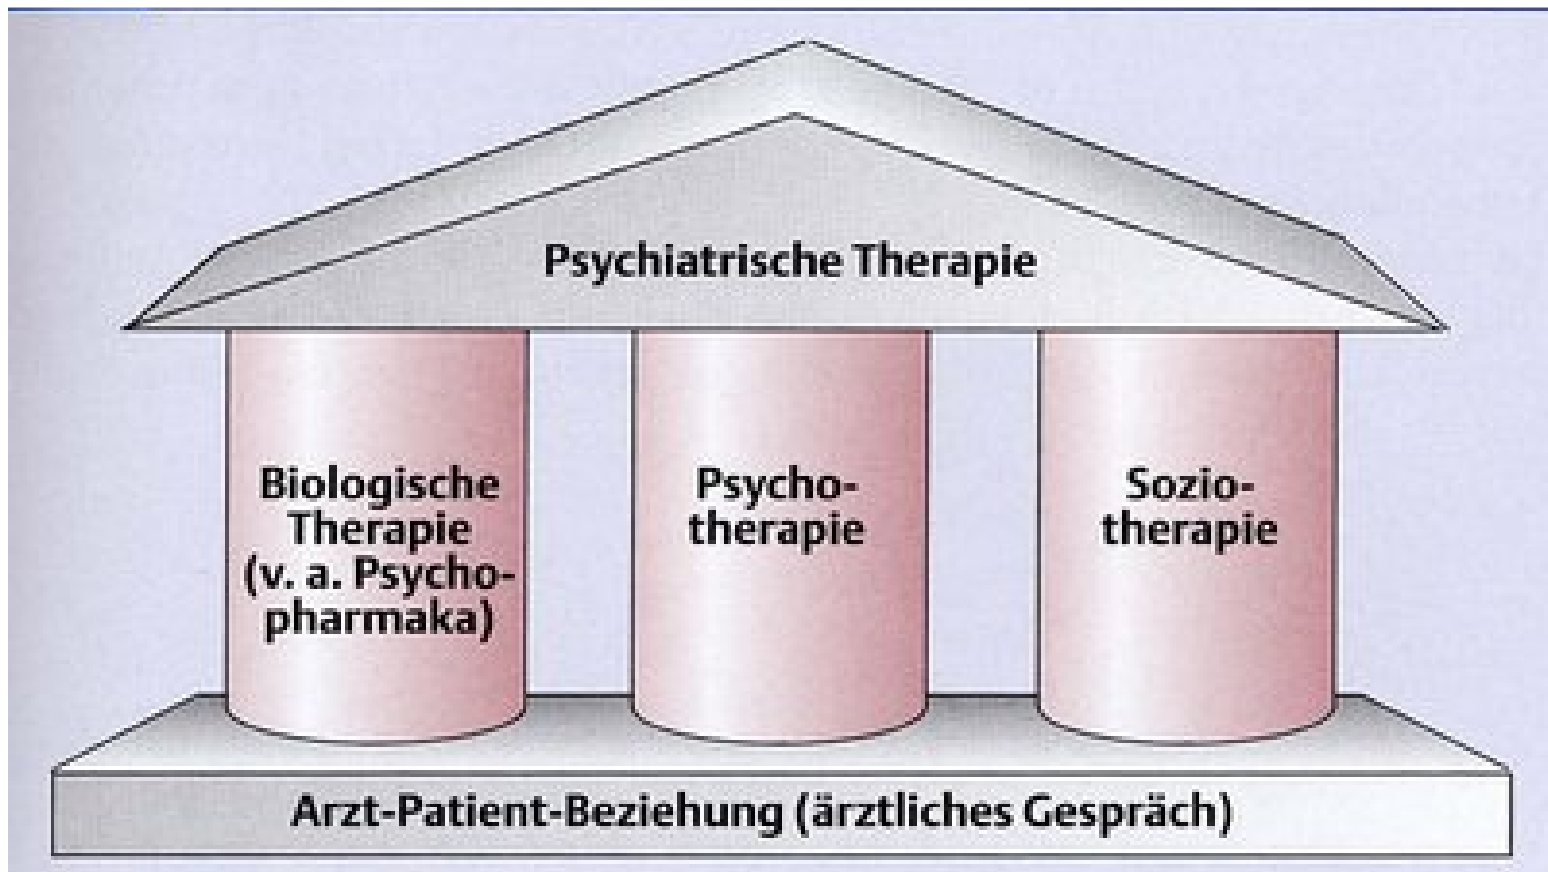 Psychiatrische Therapie
Biologische
Therapie
(v. a. Psycho-
pharmaka)
Psycho-
therapie
Sozio-
therapie
Arzt-Patient-Beziehung (ärztliches Gespräch)